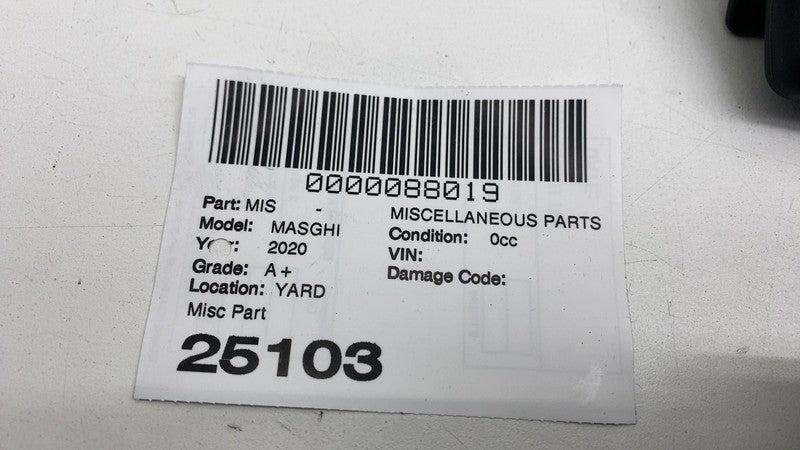 0000088019
Part: MIS - MISCELLANEOUS PARTS
Model: MASGHI Condition: 0cc
Year: 2020 VIN:
Grade: A+ Damage Code:
Location: YARD
Misc Part
25103